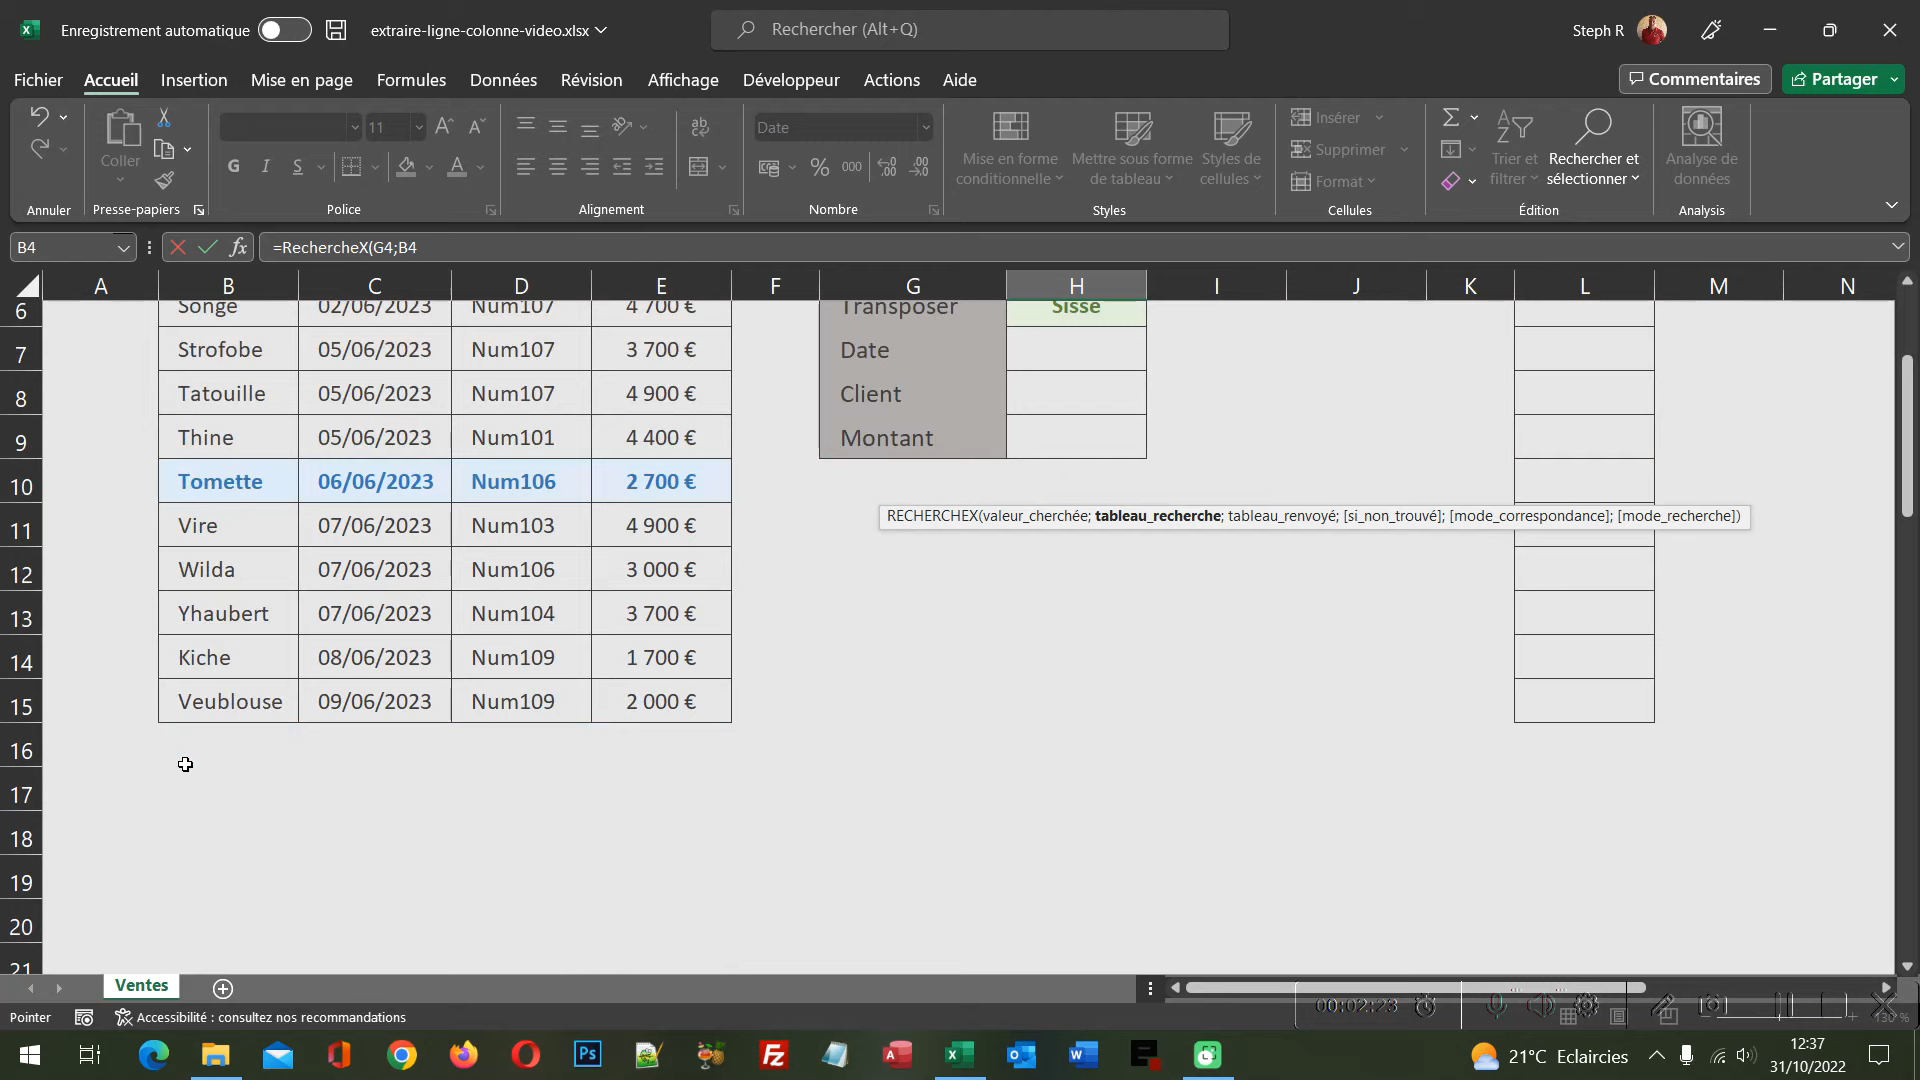 Enregistrement automatique
extraire-ligne-colonne-video.xlsx
Rechercher (Alt+Q)
Steph R
Fichier Accueil Insertion Mise en page Formules Données Révision Affichage Développeur Actions Aide
Commentaires
Partager
Annuler
Coller
Presse-papiers
11
G I S
Police
Alignement
Date
% 000
Nombre
Mise en forme conditionnelle
Mettre sous forme de tableau
Styles de cellules
Styles
Insérer
Supprimer
Format
Cellules
Trier et filtrer
Rechercher et sélectionner
Édition
Analyse de données
Analysis
B4
fx
=RechercheX(G4;B4
A B C D E F G H I J K L M N
6 Songe 02/06/2023 Num107 4 700 € Transposer Sisse
7 Strofobe 05/06/2023 Num107 3 700 € Date
8 Tatouille 05/06/2023 Num107 4 900 € Client
9 Thine 05/06/2023 Num101 4 400 € Montant
10 Tomette 06/06/2023 Num106 2 700 €
RECHERCHEX(valeur_cherchée; tableau_recherche; tableau_renvoyé; [si_non_trouvé]; [mode_correspondance]; [mode_recherche])
11 Vire 07/06/2023 Num103 4 900 €
12 Wilda 07/06/2023 Num106 3 000 €
13 Yhaubert 07/06/2023 Num104 3 700 €
14 Kiche 08/06/2023 Num109 1 700 €
15 Veublouse 09/06/2023 Num109 2 000 €
16
17
18
19
20
21
Ventes
Pointer
Accessibilité : consultez nos recommandations
00:02:23
130 %
21°C Eclaircies
12:37
31/10/2022